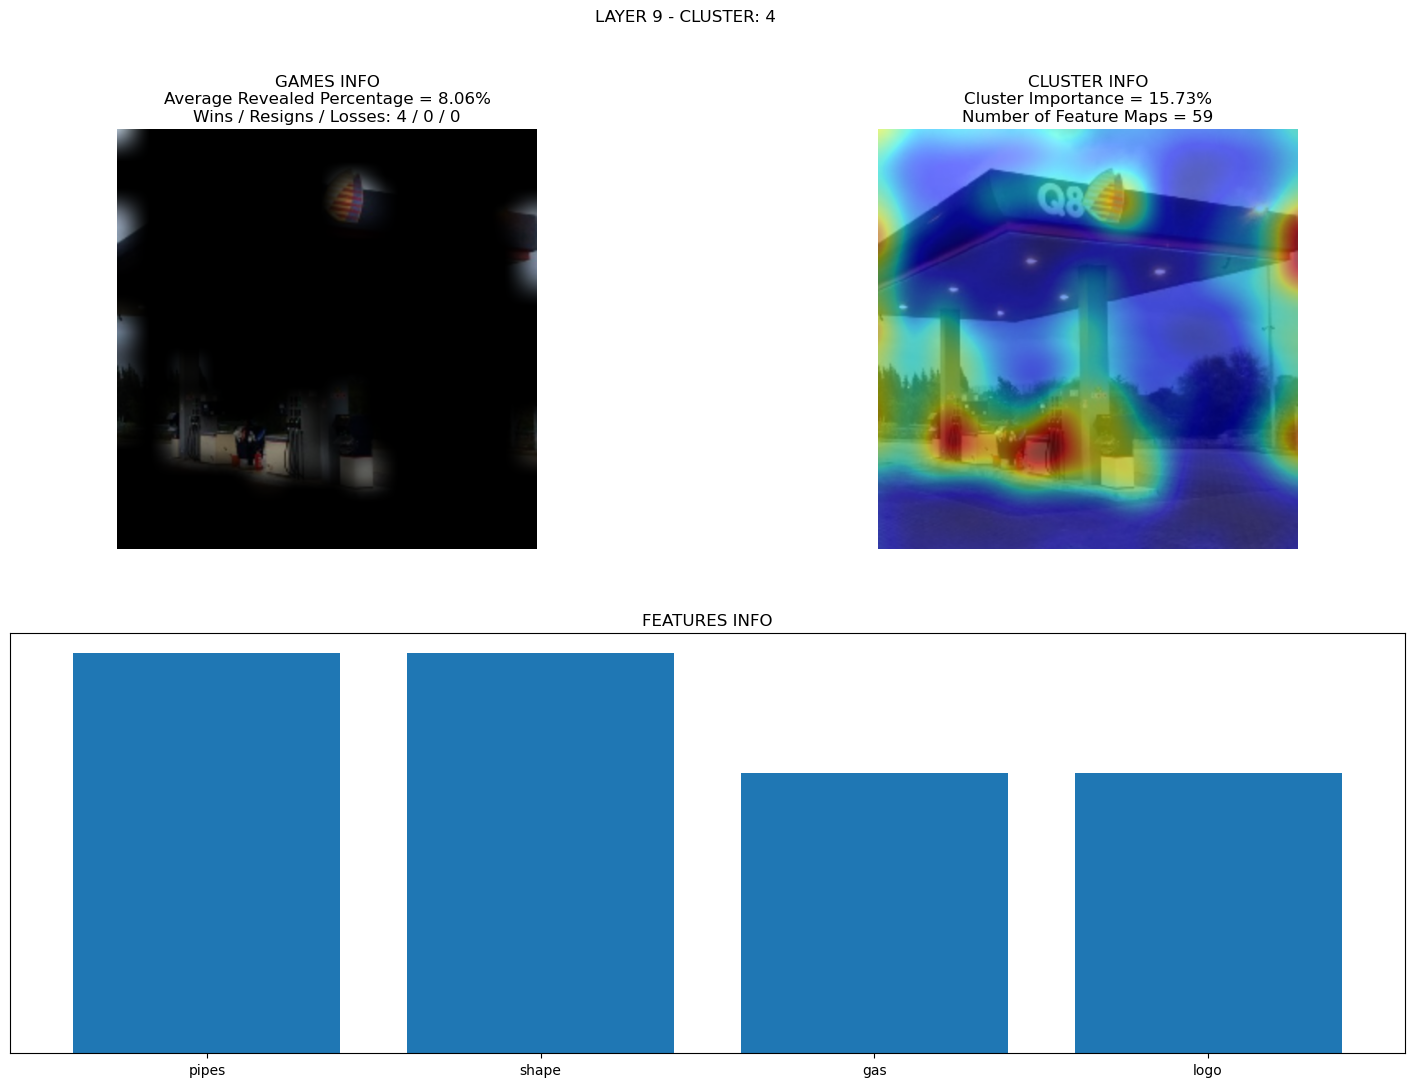 LAYER 9 - CLUSTER: 4
GAMES INFO
Average Revealed Percentage = 8.06%
Wins / Resigns / Losses: 4 / 0 / 0
CLUSTER INFO
Cluster Importance = 15.73%
Number of Feature Maps = 59
Q8
FEATURES INFO
pipes
shape
gas
logo